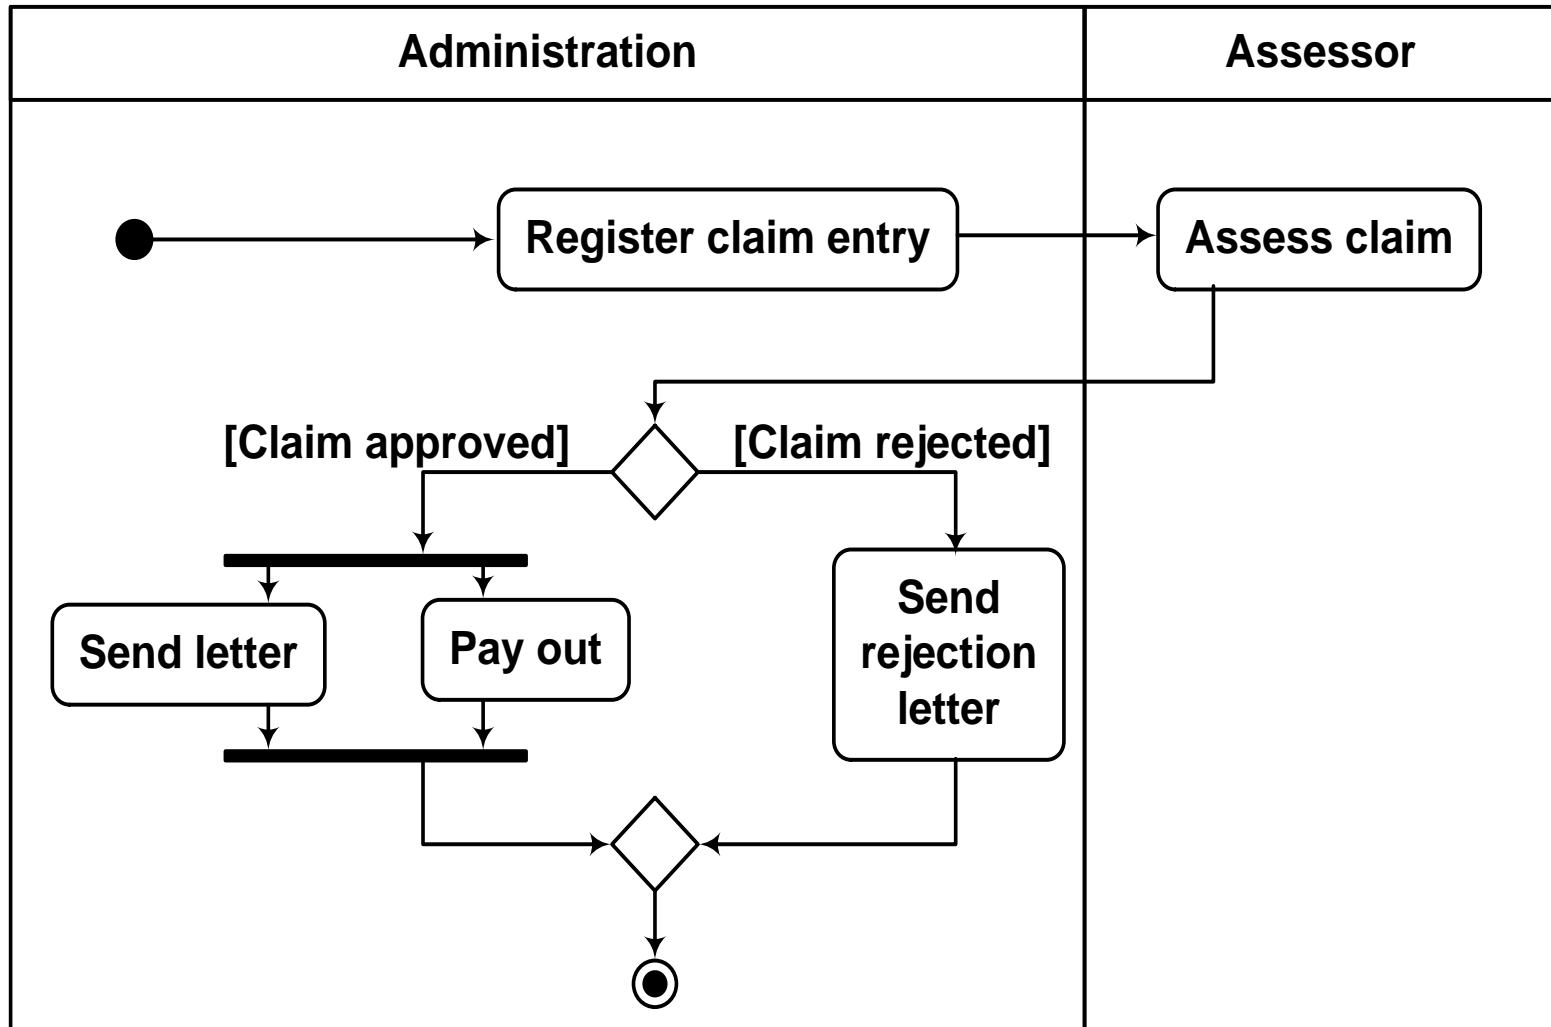 Administration
Assessor
Register claim entry
Assess claim
[Claim approved]
[Claim rejected]
Send letter
Pay out
Send
rejection
letter